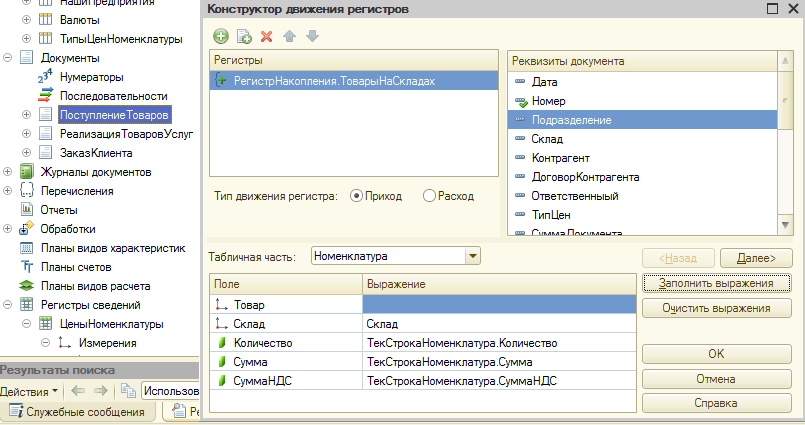 НашиПредприятия
Валюты
ТипыЦенНоменклатуры
Документы
Нумераторы
Последовательности
ПоступлениеТоваров
РеализацияТоваровУслуг
ЗаказКлиента
Журналы документов
Перечисления
Отчеты
Обработки
Планы видов характеристик
Планы счетов
Планы видов расчета
Регистры сведений
ЦеныНоменклатуры
Измерения
Результаты поиска
Действия
Использов
Служебные сообщения
Ре
Конструктор движения регистров
Регистры
РегистрНакопления.ТоварыНаСкладах
Реквизиты документа
Дата
Номер
Подразделение
Склад
Контрагент
ДоговорКонтрагента
Ответственныый
ТипЦен
СуммаДокумента
Тип движения регистра: Приход Расход
Табличная часть: Номенклатура
<Назад Далее>
Поле Выражение
Товар
Склад Склад
Количество ТекСтрокаНоменклатура.Количество
Сумма ТекСтрокаНоменклатура.Сумма
СуммаНДС ТекСтрокаНоменклатура.СуммаНДС
Заполнить выражения
Очистить выражения
OK
Отмена
Справка